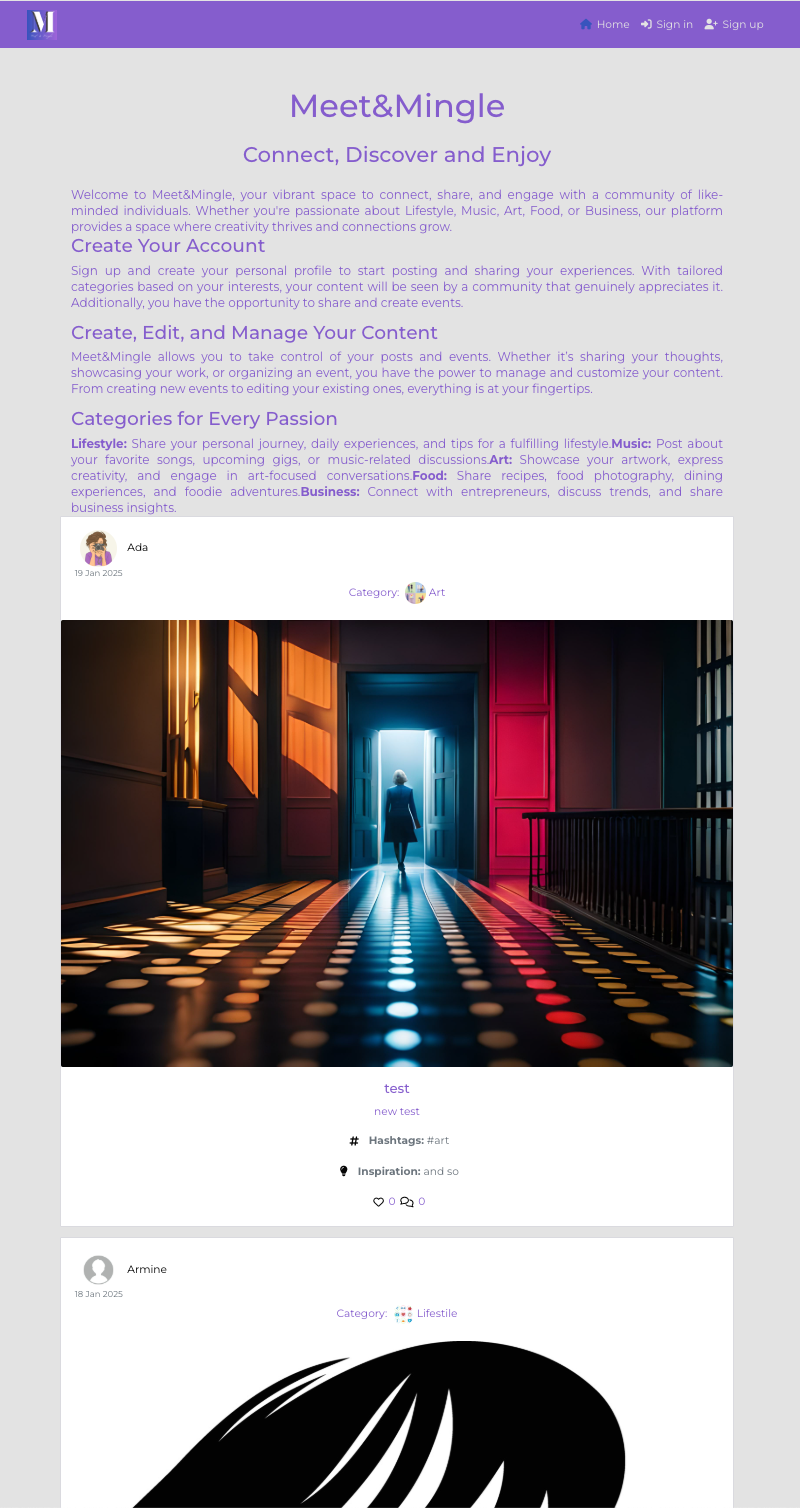 M
Home Sign in Sign up
Meet&Mingle
Connect, Discover and Enjoy
Welcome to Meet&Mingle, your vibrant space to connect, share, and engage with a community of like-
minded individuals. Whether you're passionate about Lifestyle, Music, Art, Food, or Business, our platform
provides a space where creativity thrives and connections grow.
Create Your Account
Sign up and create your personal profile to start posting and sharing your experiences. With tailored
categories based on your interests, your content will be seen by a community that genuinely appreciates it.
Additionally, you have the opportunity to share and create events.
Create, Edit, and Manage Your Content
Meet&Mingle allows you to take control of your posts and events. Whether it’s sharing your thoughts,
showcasing your work, or organizing an event, you have the power to manage and customize your content.
From creating new events to editing your existing ones, everything is at your fingertips.
Categories for Every Passion
Lifestyle: Share your personal journey, daily experiences, and tips for a fulfilling lifestyle.Music: Post about
your favorite songs, upcoming gigs, or music-related discussions.Art: Showcase your artwork, express
creativity, and engage in art-focused conversations.Food: Share recipes, food photography, dining
experiences, and foodie adventures.Business: Connect with entrepreneurs, discuss trends, and share
business insights.
Ada
19 Jan 2025
Category: Art
test
new test
# Hashtags: #art
Inspiration: and so
0 0
Armine
18 Jan 2025
Category: Lifestile